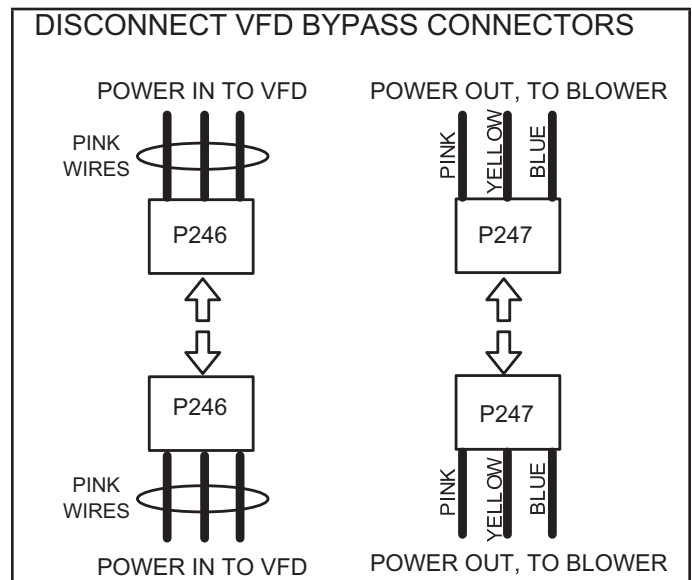 DISCONNECT VFD BYPASS CONNECTORS
POWER IN TO VFD
PINK
WIRES
P246
P246
PINK
WIRES
POWER IN TO VFD
POWER OUT, TO BLOWER
PINK
YELLOW
BLUE
P247
P247
PINK
YELLOW
BLUE
POWER OUT, TO BLOWER